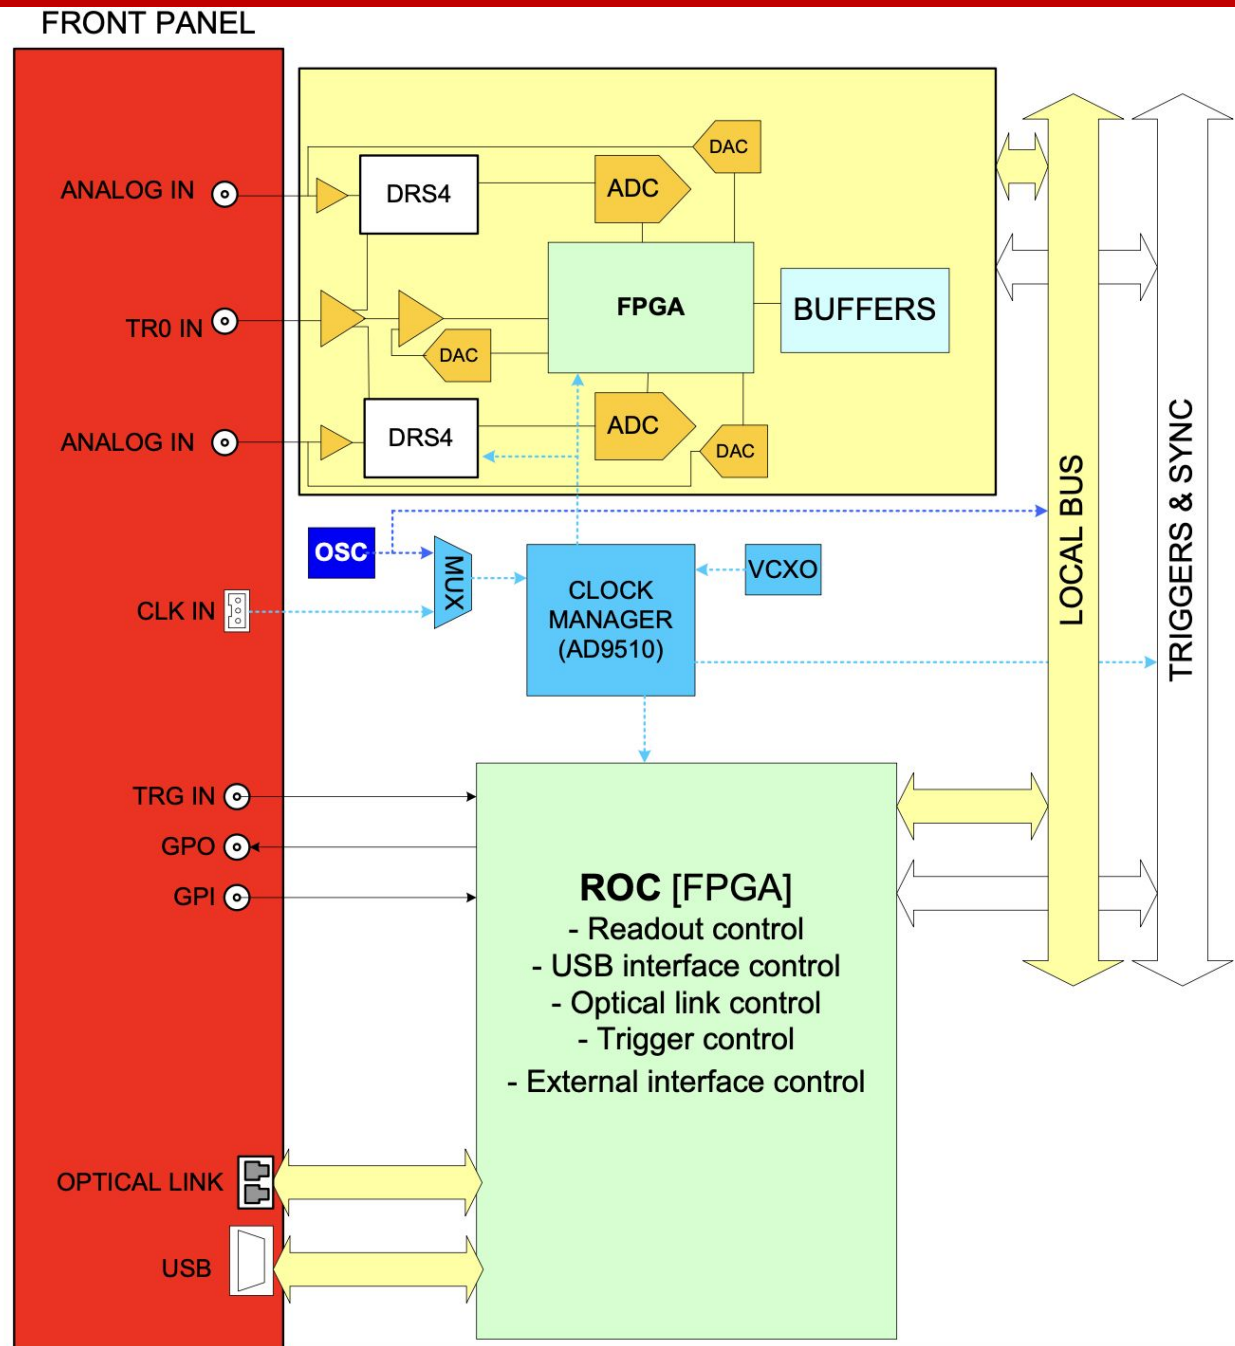 FRONT PANEL
ANALOG IN
DRS4
ADC
DAC
TR0 IN
FPGA
BUFFERS
DAC
ANALOG IN
DRS4
ADC
DAC
OSC
MUX
CLK IN
CLOCK
MANAGER
(AD9510)
VCXO
LOCAL BUS
TRIGGERS & SYNC
TRG IN
GPO
GPI
ROC [FPGA]
- Readout control
- USB interface control
- Optical link control
- Trigger control
- External interface control
OPTICAL LINK
USB